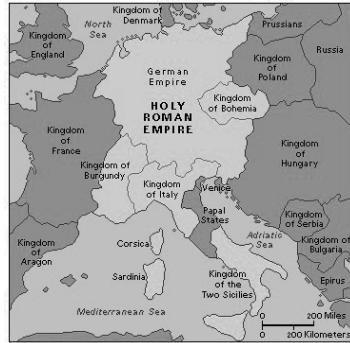 North
Sea
Kingdom of
Denmark
Prussians
Kingdom
of
England
Russia
German
Empire
Kingdom
of
Poland
HOLY
ROMAN
EMPIRE
Kingdom
of Bohemia
Kingdom
of
France
Kingdom
of
Hungary
Kingdom of
Burgundy
Kingdom
of Italy
Venice
Papal
States
Kingdom
of Serbia
Adriatic
Sea
Kingdom
of
Aragon
Corsica
Kingdom of
Bulgaria
Sardinia
Kingdom
of the
Two Sicilies
Epirus
Mediterranean Sea
0 200 Miles
0 200 Kilometers